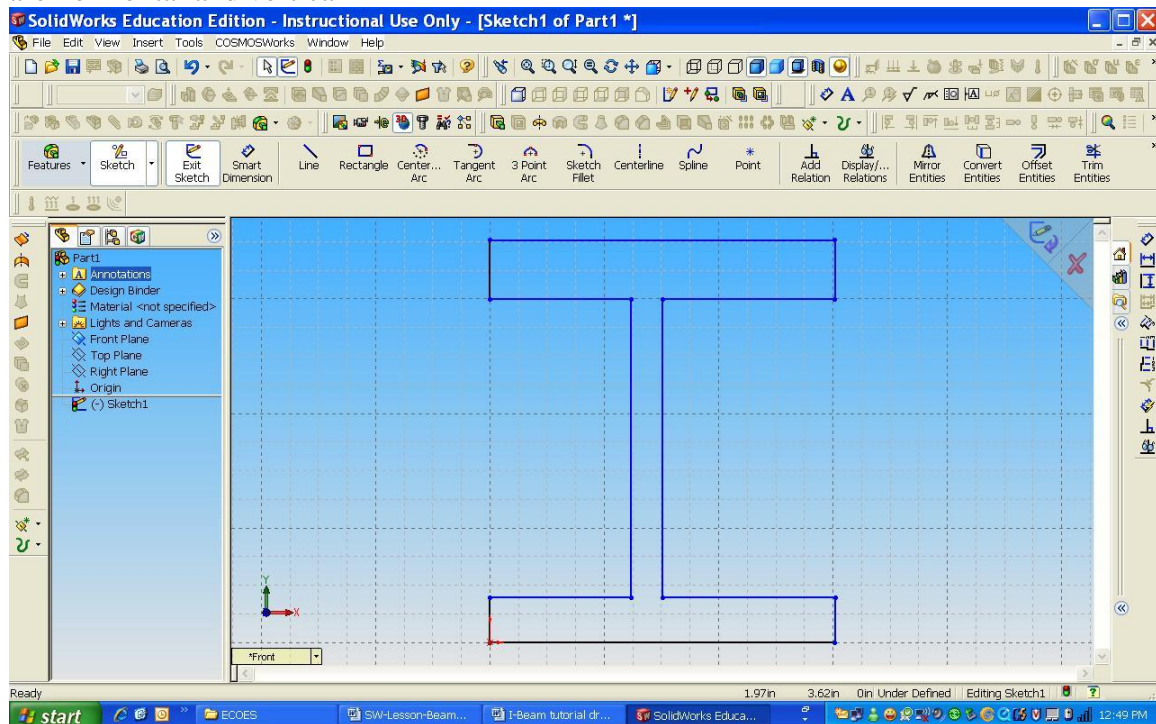 SolidWorks Education Edition - Instructional Use Only - [Sketch1 of Part1 *]
File Edit View Insert Tools COSMOSWorks Window Help
Features Sketch Exit Sketch Smart Dimension Line Rectangle Center... Arc Tangent Arc 3 Point Arc Sketch Fillet Centerline Spline Point Add Relation Display/... Relations Mirror Entities Convert Entities Offset Entities Trim Entities
Part1
Annotations
Design Binder
Material <not specified>
Lights and Cameras
Front Plane
Top Plane
Right Plane
Origin
(-) Sketch1
Y
X
*Front
Ready 1.97in 3.62in 0in Under Defined Editing Sketch1
start ECOES SW-Lesson-Beam... I-Beam tutorial dr... SolidWorks Educa... 12:49 PM